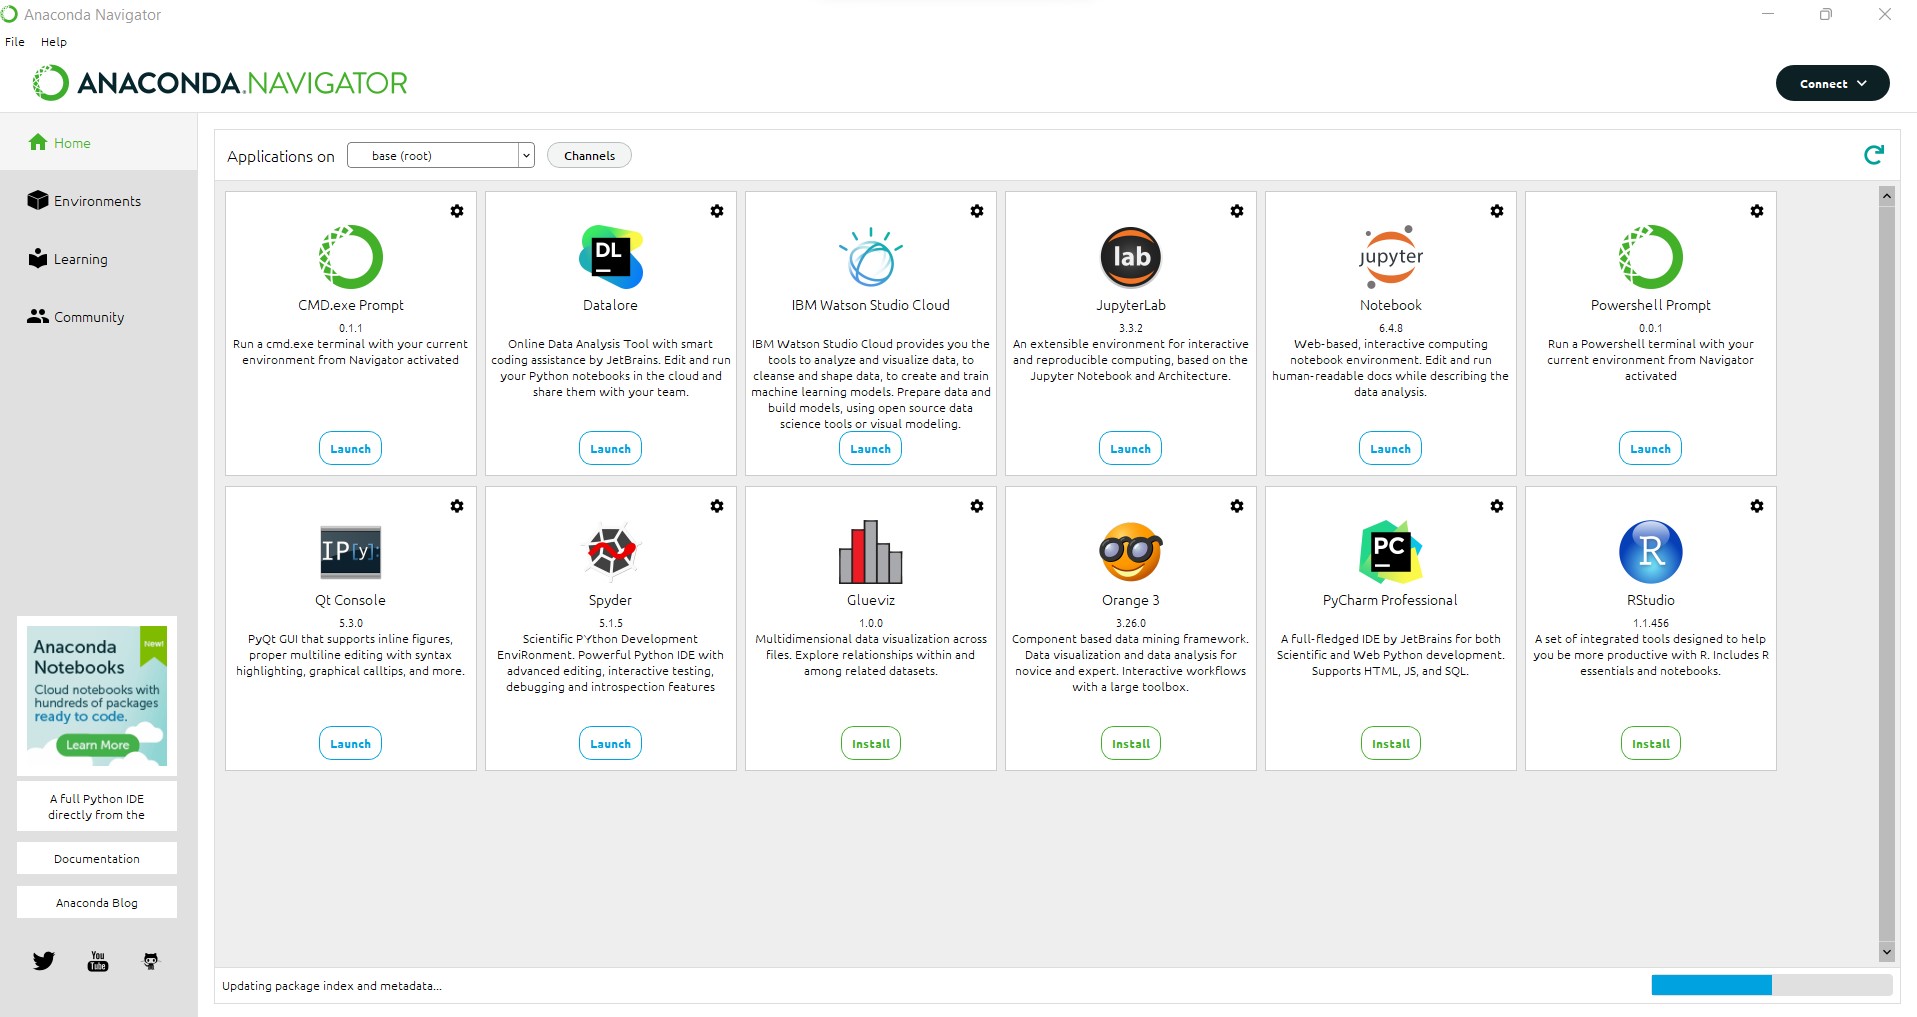 Anaconda Navigator
File Help
ANACONDA.NAVIGATOR
Connect
Home
Environments
Learning
Community
Applications on base (root) Channels
CMD.exe Prompt
0.1.1
Run a cmd.exe terminal with your current
environment from Navigator activated
Launch
DL
Datalore
Online Data Analysis Tool with smart
coding assistance by JetBrains. Edit and run
your Python notebooks in the cloud and
share them with your team.
Launch
IBM Watson Studio Cloud
IBM Watson Studio Cloud provides you the
tools to analyze and visualize data, to
cleanse and shape data, to create and train
machine learning models. Prepare data and
build models, using open source data
science tools or visual modeling.
Launch
lab
JupyterLab
3.3.2
An extensible environment for interactive
and reproducible computing, based on the
Jupyter Notebook and Architecture.
Launch
jupyter
Notebook
6.4.8
Web-based, interactive computing
notebook environment. Edit and run
human-readable docs while describing the
data analysis.
Launch
Powershell Prompt
0.0.1
Run a Powershell terminal with your
current environment from Navigator
activated
Launch
IP[y]:
Qt Console
5.3.0
PyQt GUI that supports inline figures,
proper multiline editing with syntax
highlighting, graphical calltips, and more.
Launch
Spyder
5.1.5
Scientific PYthon Development
EnviRonment. Powerful Python IDE with
advanced editing, interactive testing,
debugging and introspection features
Launch
Glueviz
1.0.0
Multidimensional data visualization across
files. Explore relationships within and
among related datasets.
Install
Orange 3
3.26.0
Component based data mining framework.
Data visualization and data analysis for
novice and expert. Interactive workflows
with a large toolbox.
Install
PC
PyCharm Professional
A full-fledged IDE by JetBrains for both
Scientific and Web Python development.
Supports HTML, JS, and SQL.
Install
R
RStudio
1.1.456
A set of integrated tools designed to help
you be more productive with R. Includes R
essentials and notebooks.
Install
New!
Anaconda
Notebooks
Cloud notebooks with
hundreds of packages
ready to code.
Learn More
A full Python IDE
directly from the
Documentation
Anaconda Blog
You
Tube
Updating package index and metadata...